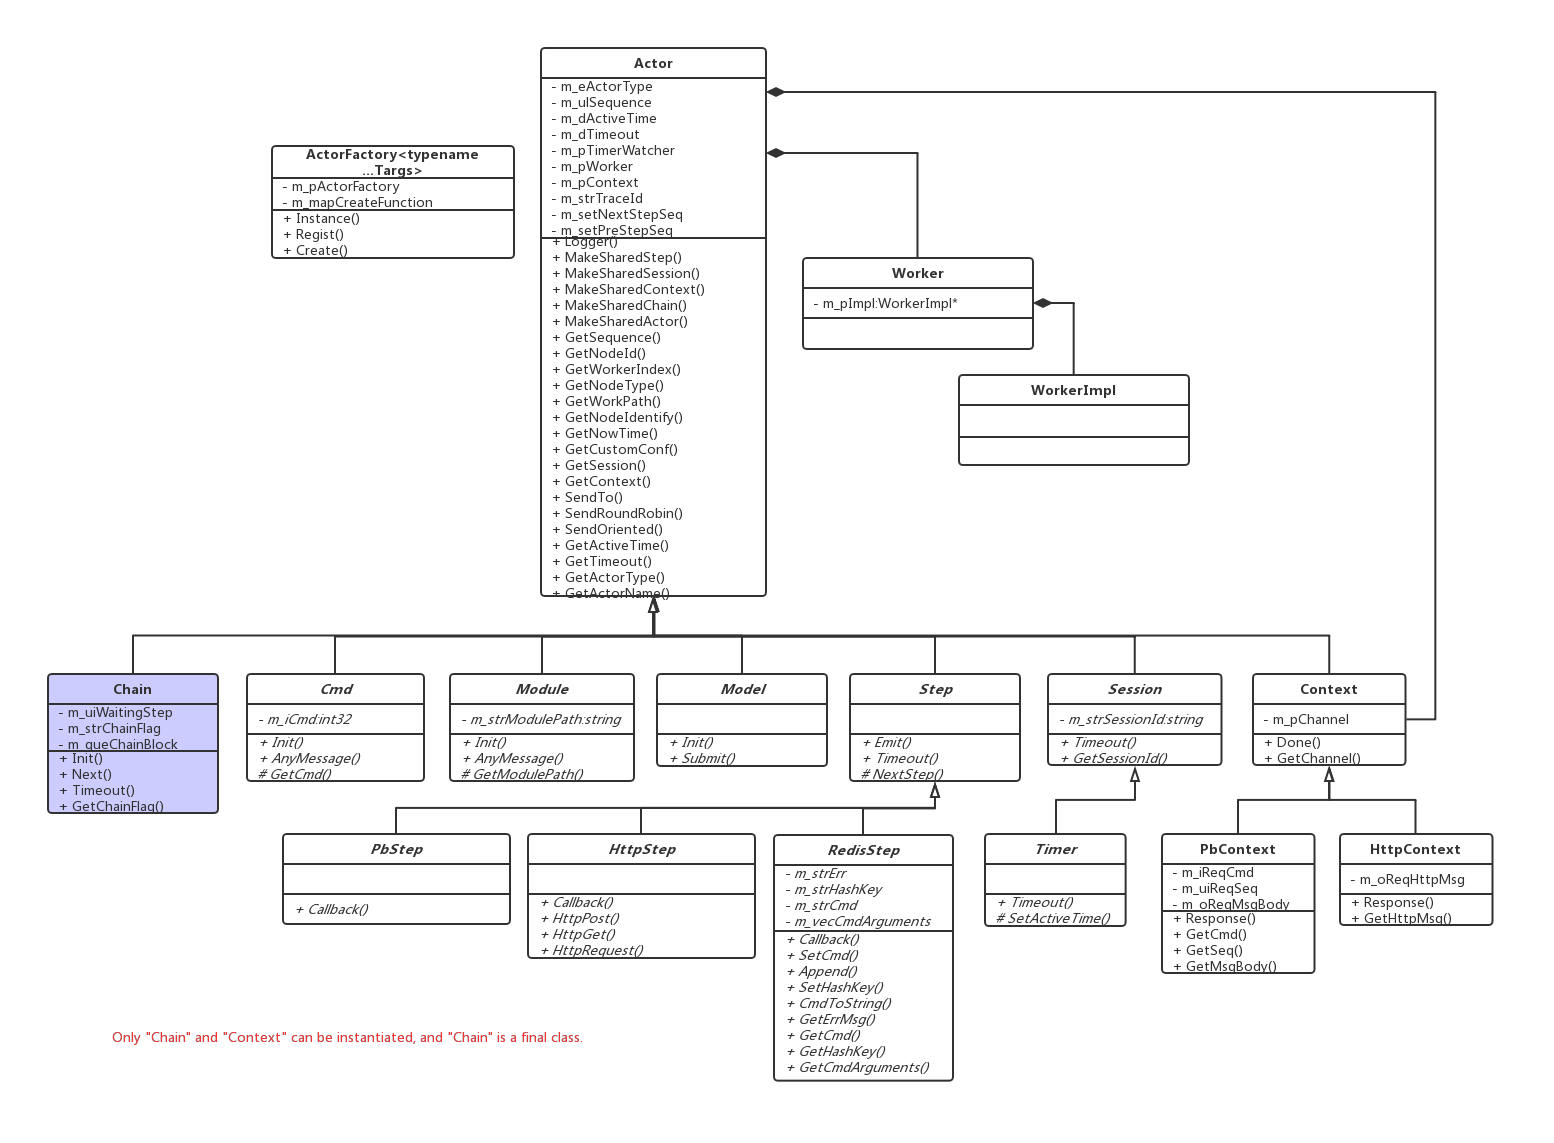 Actor
- m_eActorType
- m_ulSequence
- m_dActiveTime
- m_dTimeout
- m_pTimerWatcher
- m_pWorker
- m_pContext
- m_strTraceId
- m_setNextStepSeq
- m_setPreStepSeq
+ Logger()
+ MakeSharedStep()
+ MakeSharedSession()
+ MakeSharedContext()
+ MakeSharedChain()
+ MakeSharedActor()
+ GetSequence()
+ GetNodeId()
+ GetWorkerIndex()
+ GetNodeType()
+ GetWorkPath()
+ GetNodeIdentify()
+ GetNowTime()
+ GetCustomConf()
+ GetSession()
+ GetContext()
+ SendTo()
+ SendRoundRobin()
+ SendOriented()
+ GetActiveTime()
+ GetTimeout()
+ GetActorType()
+ GetActorName()
ActorFactory<typename
...Targs>
- m_pActorFactory
- m_mapCreateFunction
+ Instance()
+ Regist()
+ Create()
Worker
- m_pImpl:WorkerImpl*
WorkerImpl
Chain
- m_uiWaitingStep
- m_strChainFlag
- m_queChainBlock
+ Init()
+ Next()
+ Timeout()
+ GetChainFlag()
Cmd
- m_iCmd:int32
+ Init()
+ AnyMessage()
# GetCmd()
Module
- m_strModulePath:string
+ Init()
+ AnyMessage()
# GetModulePath()
Model
+ Init()
+ Submit()
Step
+ Emit()
+ Timeout()
# NextStep()
Session
- m_strSessionId:string
+ Timeout()
+ GetSessionId()
Context
- m_pChannel
+ Done()
+ GetChannel()
PbStep
+ Callback()
HttpStep
+ Callback()
+ HttpPost()
+ HttpGet()
+ HttpRequest()
RedisStep
- m_strErr
- m_strHashKey
- m_strCmd
- m_vecCmdArguments
+ Callback()
+ SetCmd()
+ Append()
+ SetHashKey()
+ CmdToString()
+ GetErrMsg()
+ GetCmd()
+ GetHashKey()
+ GetCmdArguments()
Timer
+ Timeout()
# SetActiveTime()
PbContext
- m_iReqCmd
- m_uiReqSeq
- m_oReqMsgBody
+ Response()
+ GetCmd()
+ GetSeq()
+ GetMsgBody()
HttpContext
- m_oReqHttpMsg
+ Response()
+ GetHttpMsg()
Only "Chain" and "Context" can be instantiated, and "Chain" is a final class.